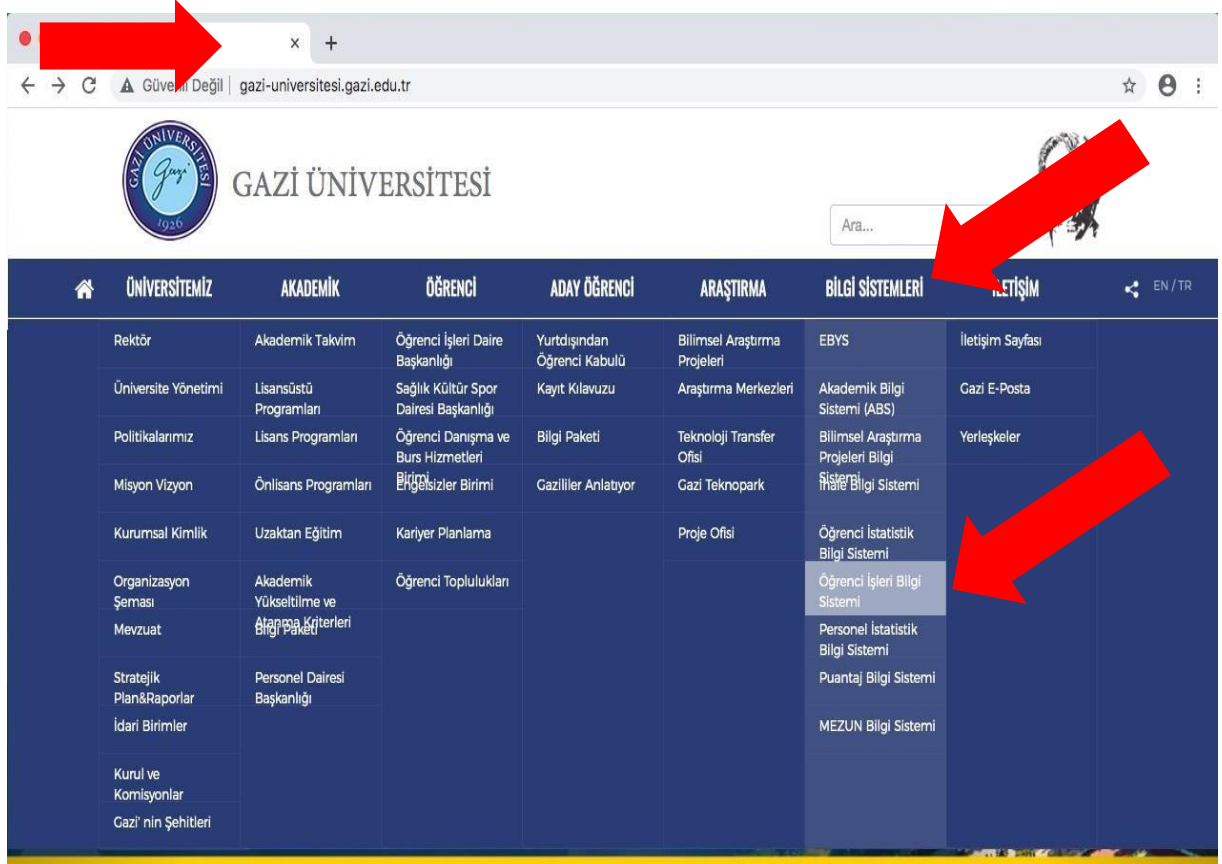 Güvenli Değil | gazi-universitesi.gazi.edu.tr
GAZİ ÜNİVERSİTESİ
Gazi
1926
GAZİ ÜNİVERSİTESİ
Ara...
ÜNİVERSİTEMİZ
AKADEMİK
ÖĞRENCİ
ADAY ÖĞRENCİ
ARAŞTIRMA
BİLGİ SİSTEMLERİ
İLETİŞİM
EN / TR
Rektör
Üniversite Yönetimi
Politikalarımız
Misyon Vizyon
Kurumsal Kimlik
Organizasyon
Şeması
Mevzuat
Stratejik
Plan&Raporlar
İdari Birimler
Kurul ve
Komisyonlar
Gazi' nin Şehitleri
Akademik Takvim
Lisansüstü
Programları
Lisans Programları
Önlisans Programları
Uzaktan Eğitim
Akademik
Yükseltilme ve
Atanma Kriterleri
Bilgi Paketi
Personel Dairesi
Başkanlığı
Öğrenci İşleri Daire
Başkanlığı
Sağlık Kültür Spor
Dairesi Başkanlığı
Öğrenci Danışma ve
Burs Hizmetleri
Birimi
Engelsizler Birimi
Kariyer Planlama
Öğrenci Toplulukları
Yurtdışından
Öğrenci Kabulü
Kayıt Kılavuzu
Bilgi Paketi
Gazililer Anlatıyor
Bilimsel Araştırma
Projeleri
Araştırma Merkezleri
Teknoloji Transfer
Ofisi
Gazi Teknopark
Proje Ofisi
EBYS
Akademik Bilgi
Sistemi (ABS)
Bilimsel Araştırma
Projeleri Bilgi
Sistemi
İhale Bilgi Sistemi
Öğrenci İstatistik
Bilgi Sistemi
Öğrenci İşleri Bilgi
Sistemi
Personel İstatistik
Bilgi Sistemi
Puantaj Bilgi Sistemi
MEZUN Bilgi Sistemi
İletişim Sayfası
Gazi E-Posta
Yerleşkeler